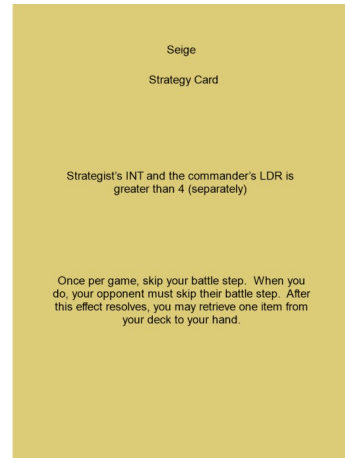 Seige
Strategy Card
Strategist's INT and the commander's LDR is
greater than 4 (separately)
Once per game, skip your battle step.  When you
do, your opponent must skip their battle step.  After
this effect resolves, you may retrieve one item from
your deck to your hand.